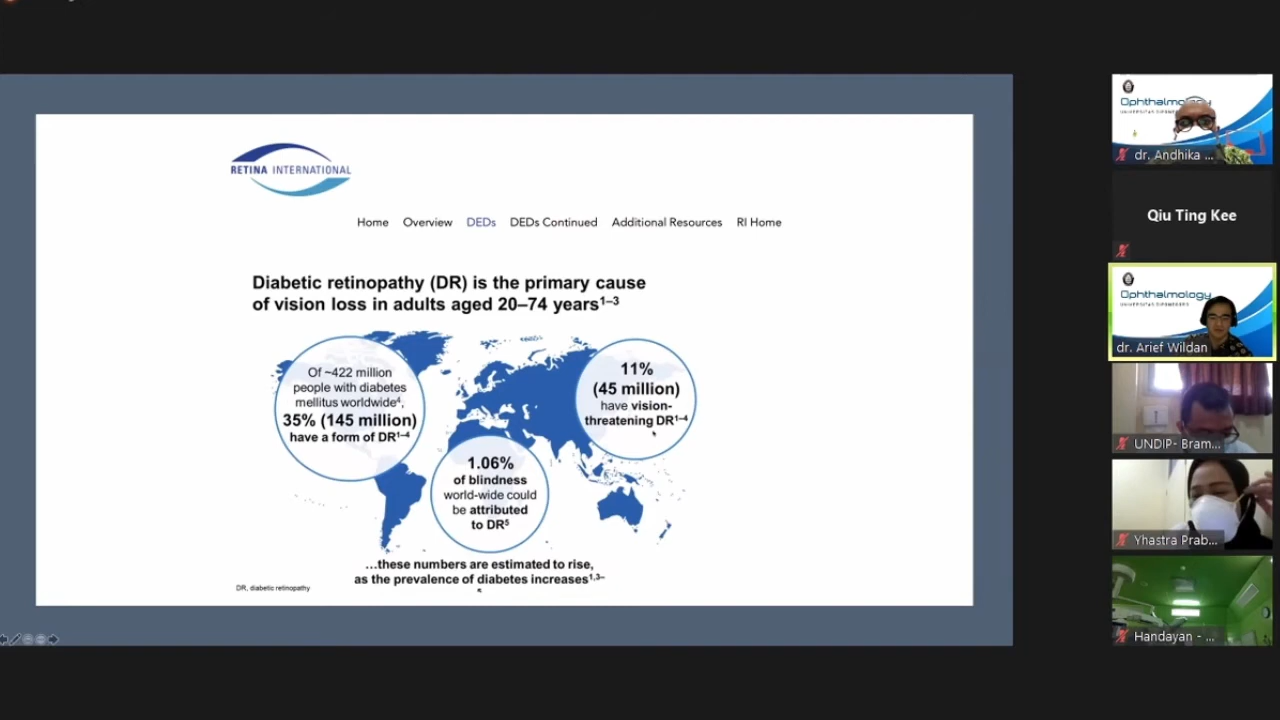 RETINA INTERNATIONAL
Home Overview DEDs DEDs Continued Additional Resources RI Home
Diabetic retinopathy (DR) is the primary cause
of vision loss in adults aged 20–74 years1–3
Of ~422 million
people with diabetes
mellitus worldwide4,
35% (145 million)
have a form of DR1–4
1.06%
of blindness
world-wide could
be attributed
to DR5
11%
(45 million)
have vision-
threatening DR1–4
...these numbers are estimated to rise,
as the prevalence of diabetes increases1,3–
5
DR, diabetic retinopathy
Ophthalmology
dr. Andhika ...
Qiu Ting Kee
Ophthalmology
UNIVERSITAS DIPONEGORO
dr. Arief Wildan
UNDIP- Bram...
Yhastra Prab...
Handayan - ...